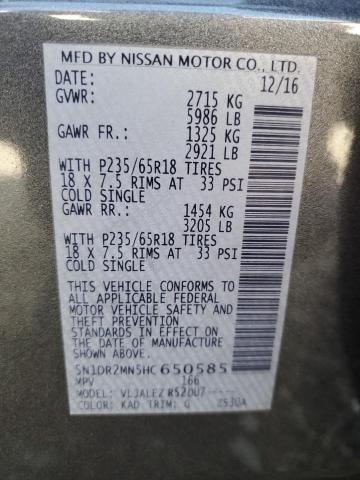 MFD BY NISSAN MOTOR CO., LTD.
DATE: 12/16
GVWR: 2715 KG
5986 LB
GAWR FR.: 1325 KG
2921 LB
WITH P235/65R18 TIRES
18 X 7.5 RIMS AT 33 PSI
COLD SINGLE
GAWR RR.: 1454 KG
3205 LB
WITH P235/65R18 TIRES
18 X 7.5 RIMS AT 33 PSI
COLD SINGLE
THIS VEHICLE CONFORMS TO
ALL APPLICABLE FEDERAL
MOTOR VEHICLE SAFETY
AND THEFT PREVENTION
STANDARDS IN EFFECT ON
THE DATE OF MANUFACTURE
SHOWN ABOVE.
5N1DR2MN5HC650585
MPV 166
COLOR: KAD TRIM: G